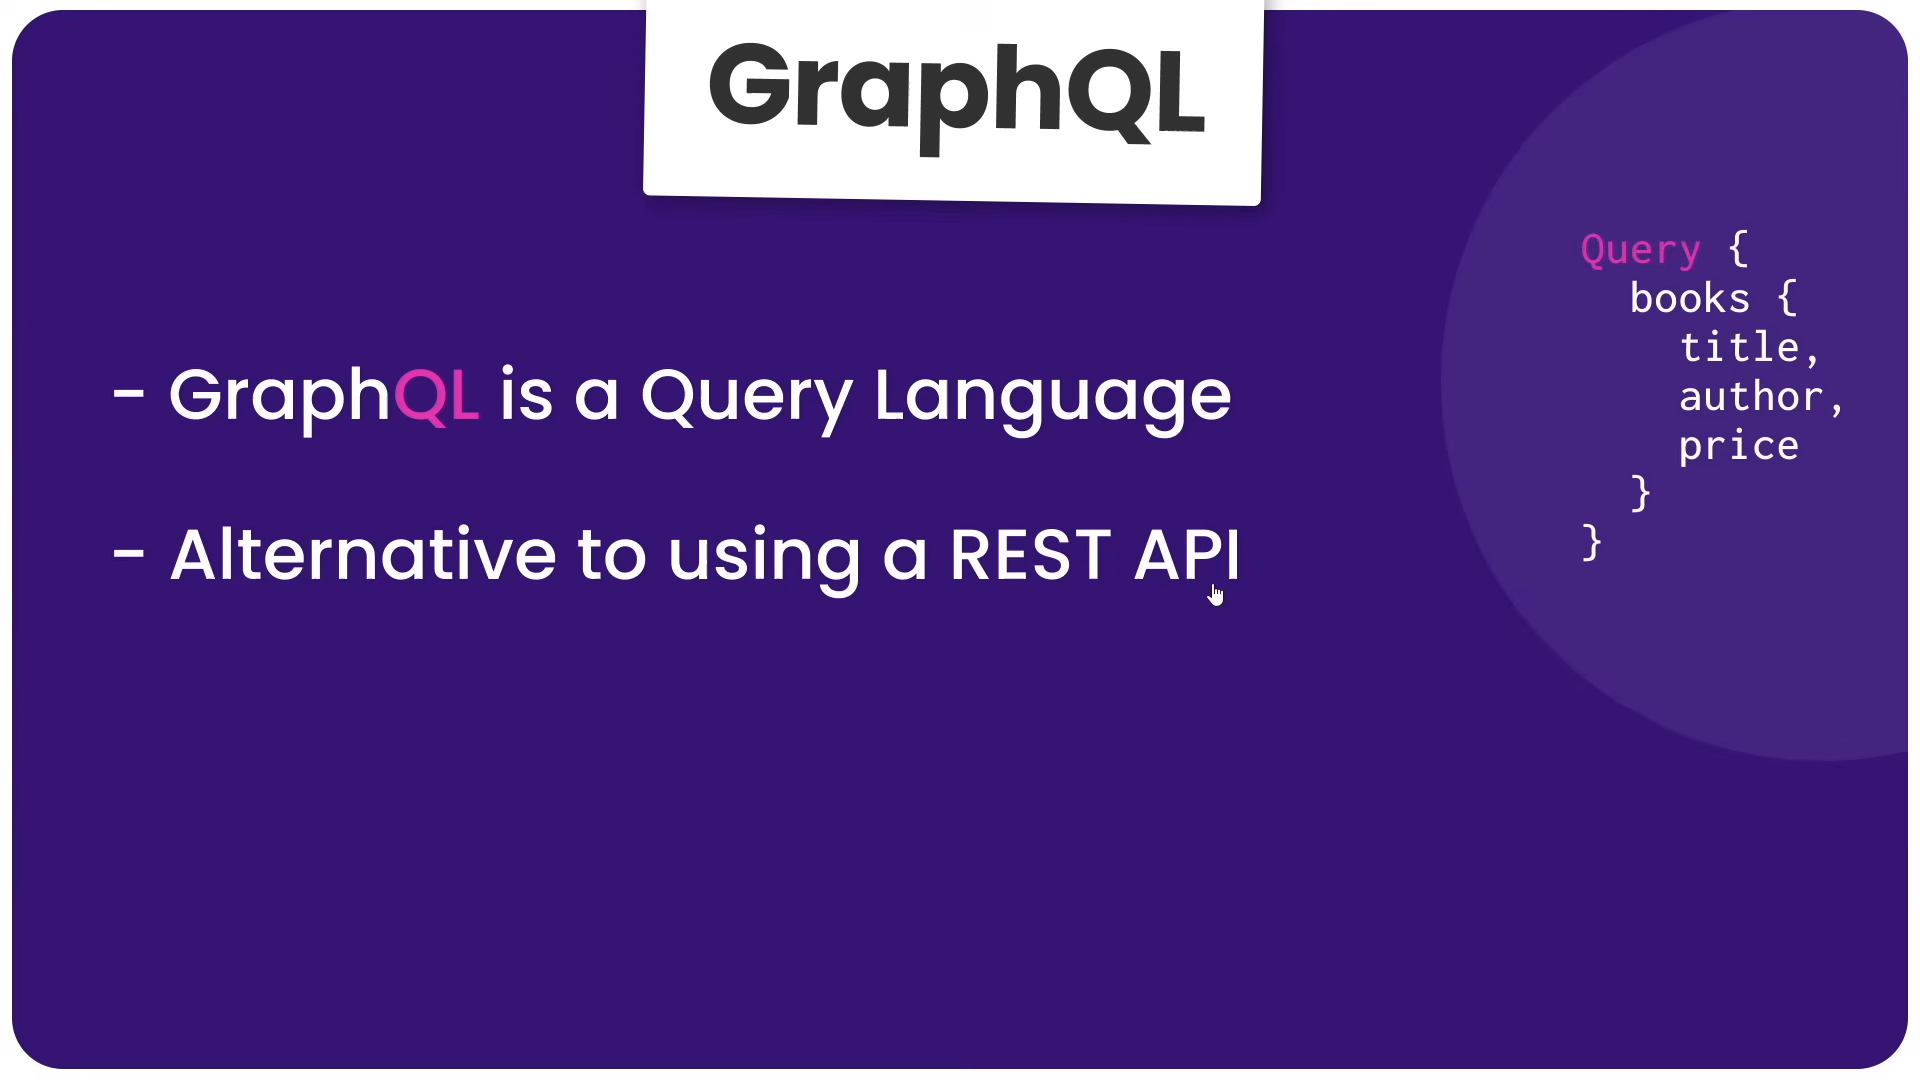 GraphQL
- GraphQL is a Query Language
- Alternative to using a REST API
Query {
books {
title,
author,
price
}
}